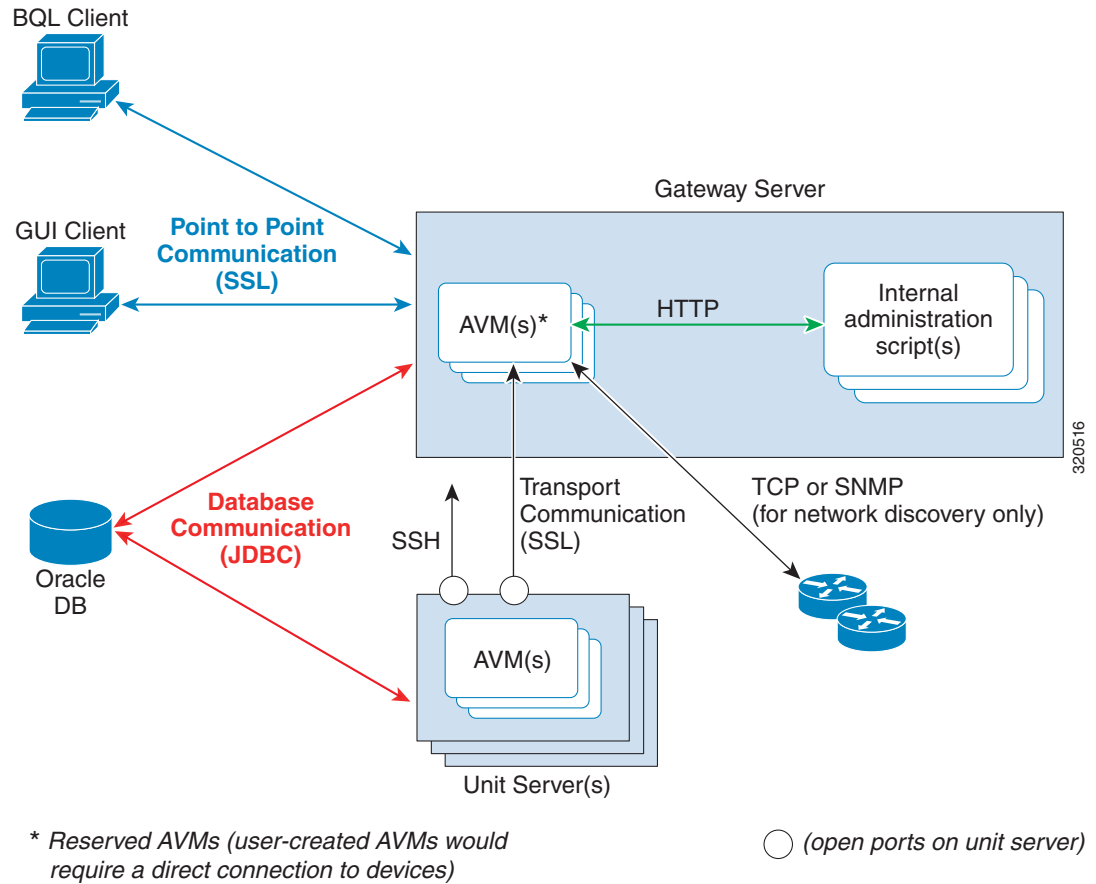 BQL Client
Gateway Server
GUI Client
Point to Point
Communication
(SSL)
AVM(s)*
HTTP
Internal
administration
script(s)
320516
Database
Communication
(JDBC)
Oracle
DB
SSH
Transport
Communication
(SSL)
TCP or SNMP
(for network discovery only)
AVM(s)
Unit Server(s)
* Reserved AVMs (user-created AVMs would
require a direct connection to devices)
(open ports on unit server)